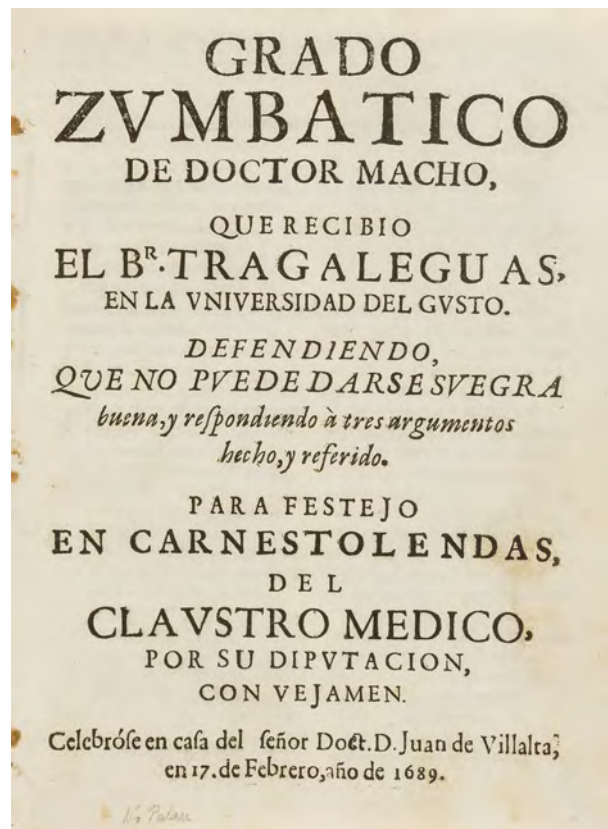 GRADO
ZVMBATICO
DE DOCTOR MACHO,
QUE RECIBIO
EL Bᴿ. TRAGALEGUAS,
EN LA VNIVERSIDAD DEL GVSTO.
DEFENDIENDO,
QVE NO PVEDE DARSE SVEGRA
buena, y reſpondiendo à tres argumentos
hecho, y referido.
PARA FESTEJO
EN CARNESTOLENDAS,
DEL
CLAVSTRO MEDICO,
POR SU DIPVTACION,
CON VEJAMEN.
Celebróſe en caſa del ſeñor Doct. D. Juan de Villalta,
en 17. de Febrero, año de 1689.